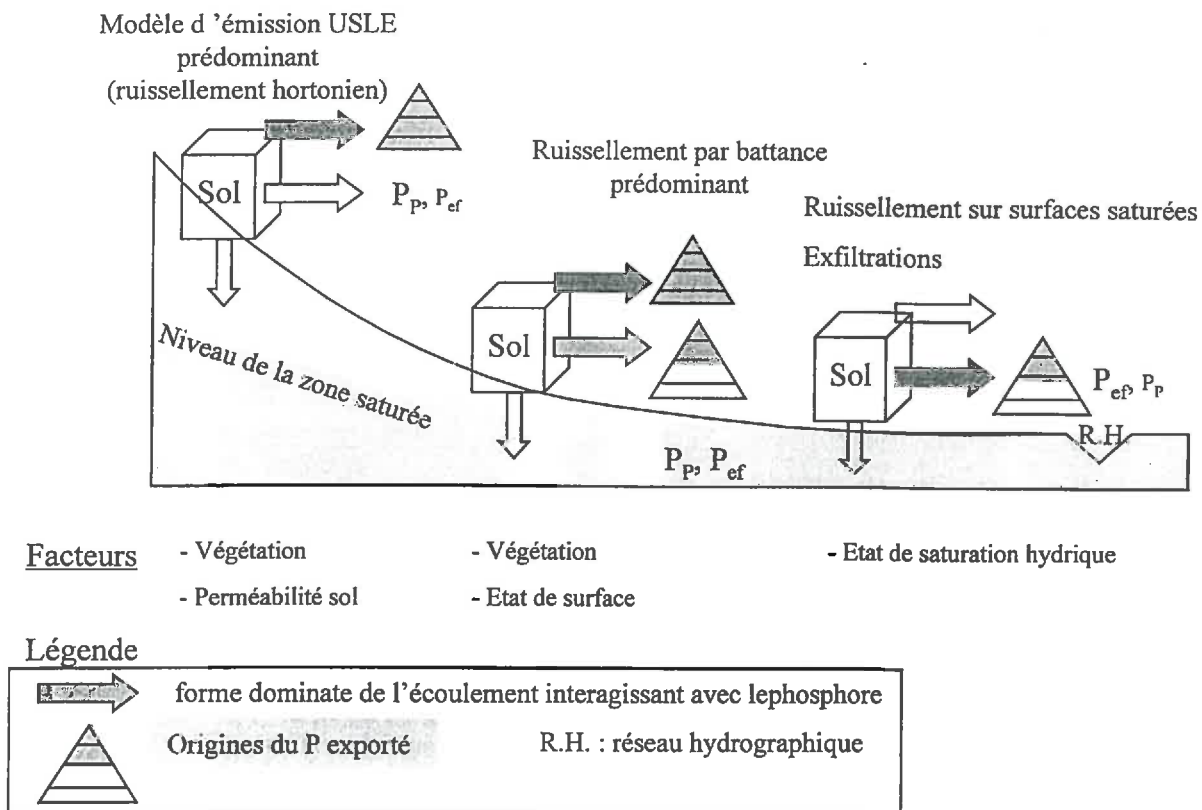 Modèle d ’émission USLE
prédominant
(ruissellement hortonien)
Sol
P_P, P_ef
Ruissellement par battance
prédominant
Ruissellement sur surfaces saturées
Exfiltrations
Sol
Sol
Niveau de la zone saturée
P_ef, P_P
R.H.
P_P, P_ef
Facteurs
- Végétation
- Végétation
- Etat de saturation hydrique
- Perméabilité sol
- Etat de surface
Légende
forme dominate de l’écoulement interagissant avec lephosphore
Origines du P exporté
R.H. : réseau hydrographique